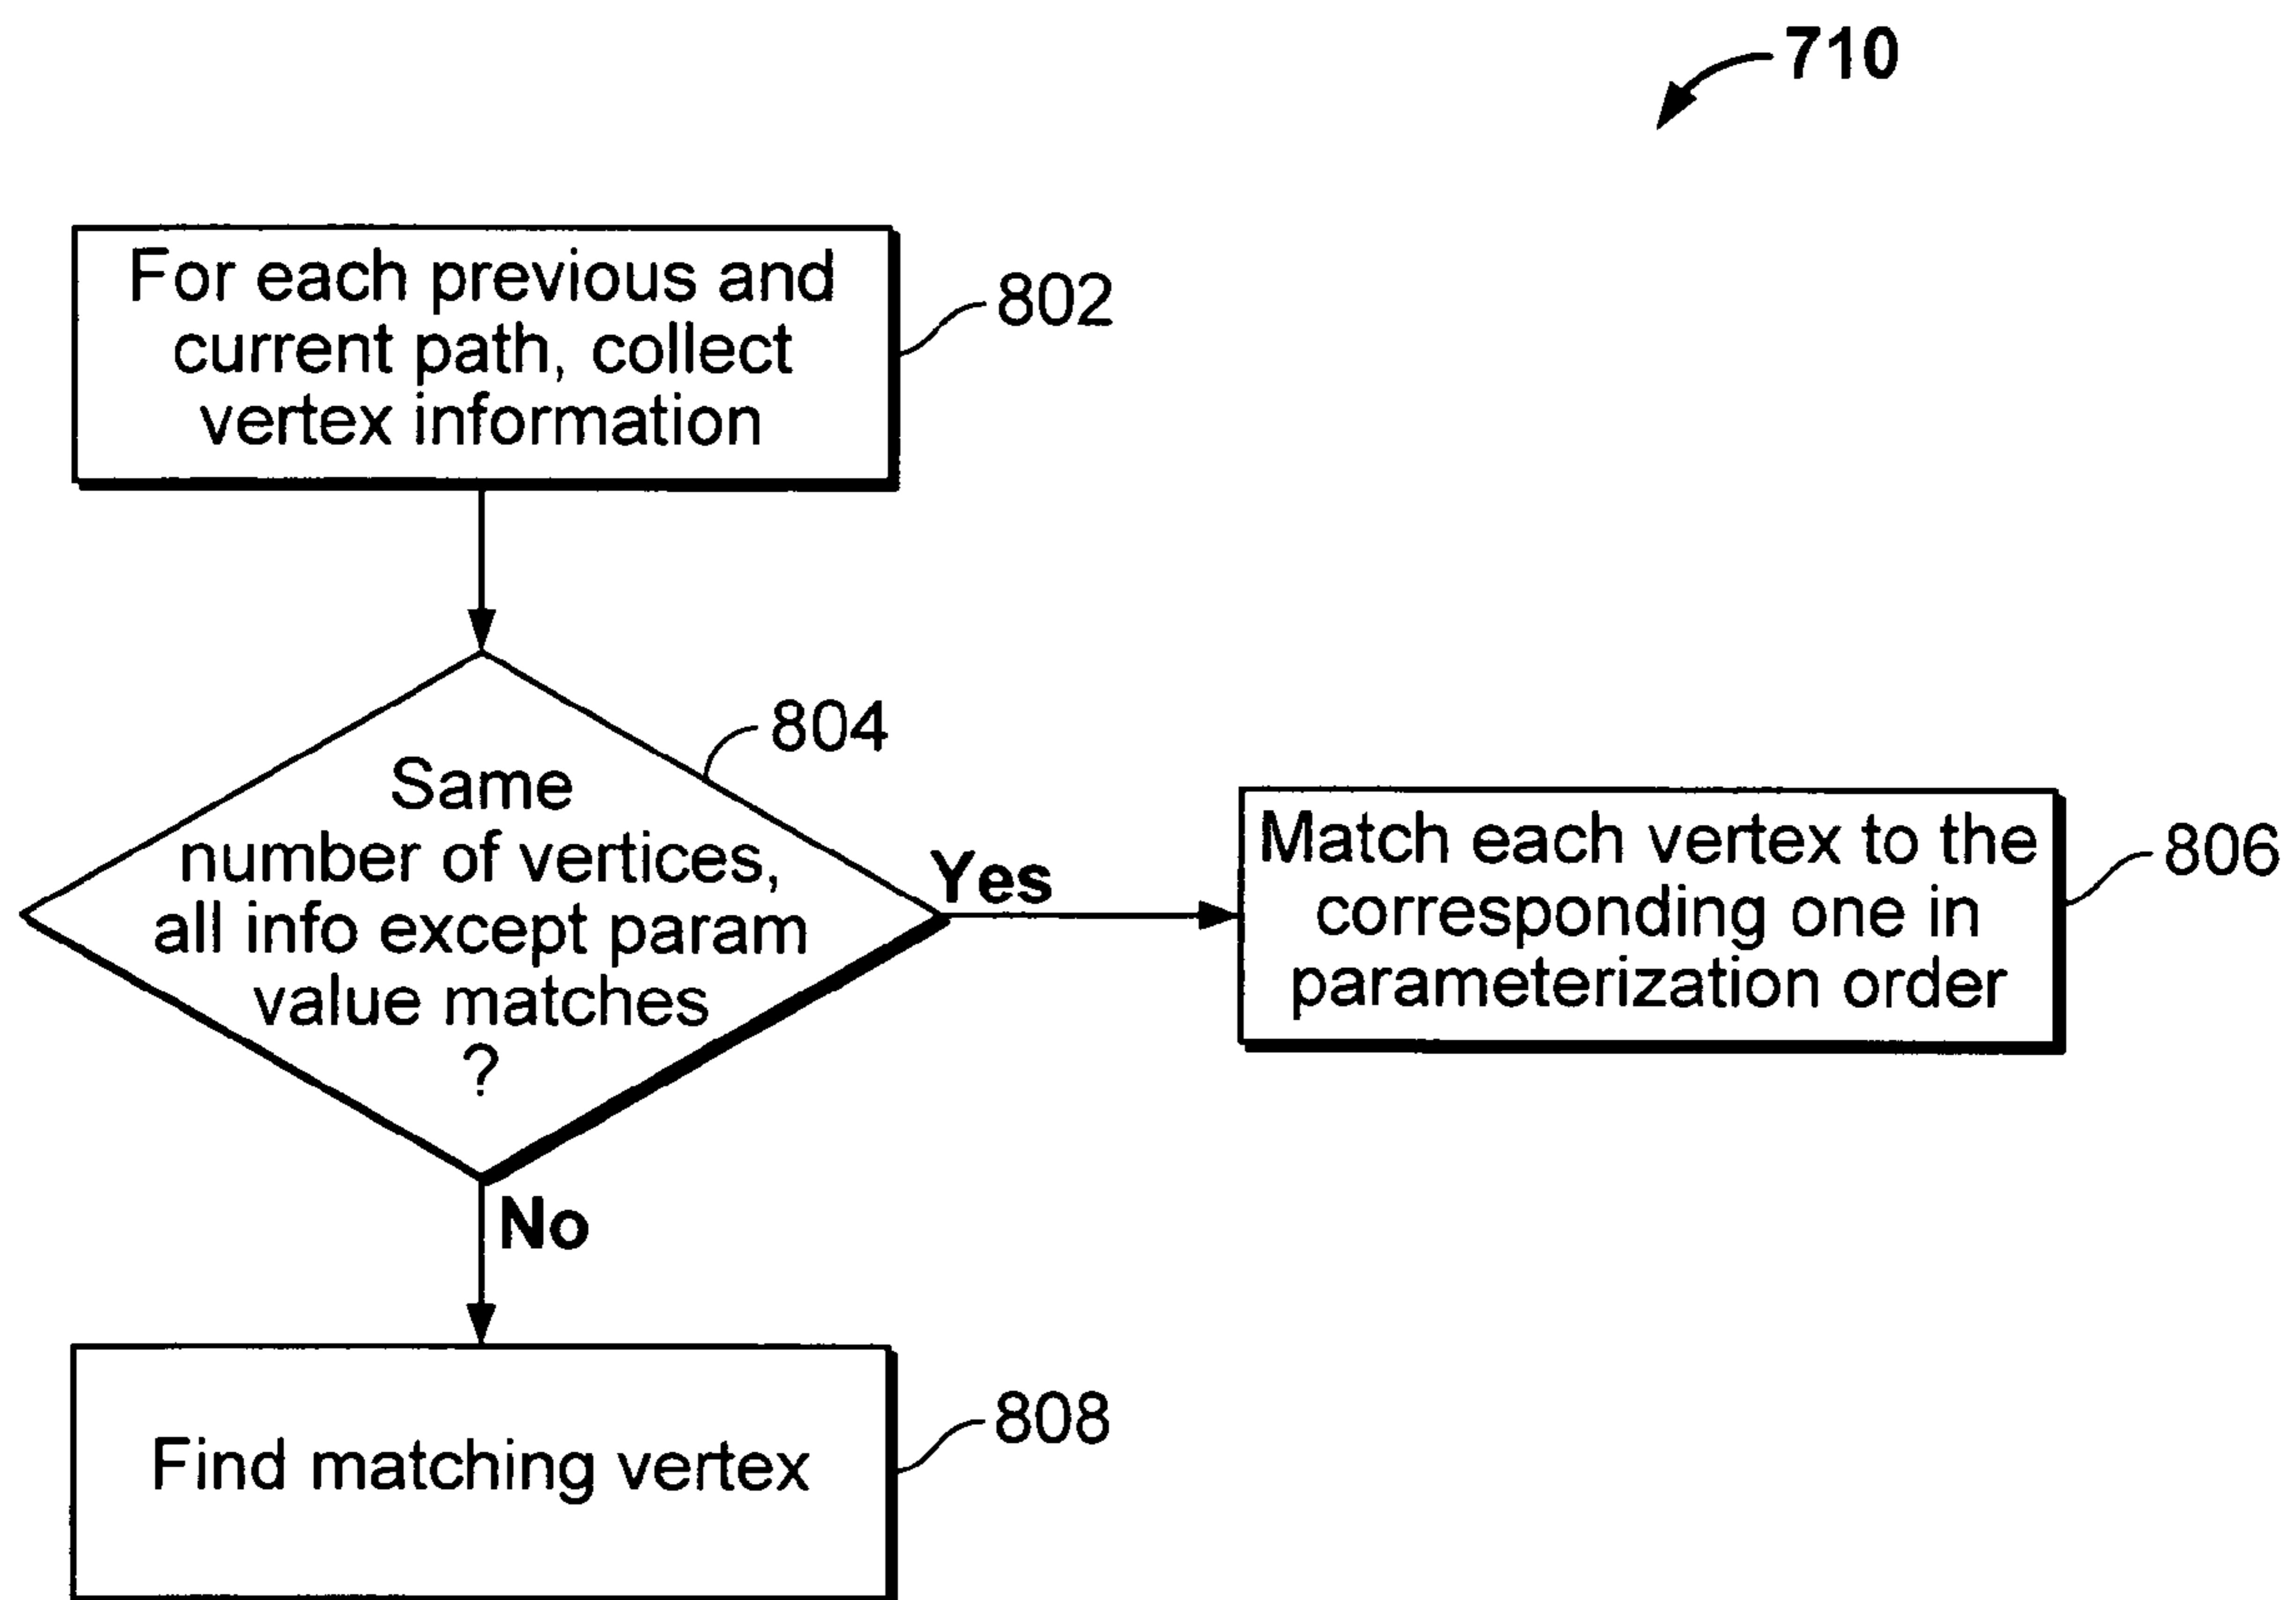 710
For each previous and
current path, collect
vertex information
802
804
Same
number of vertices,
all info except param
value matches
?
Yes
Match each vertex to the
corresponding one in
parameterization order
806
No
Find matching vertex
808